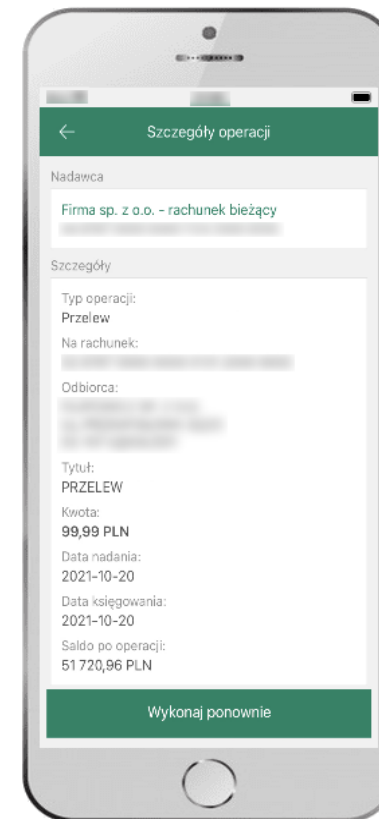 Szczegóły operacji
Nadawca
Firma sp. z o.o. - rachunek bieżący
Szczegóły
Typ operacji:
Przelew
Na rachunek:
Odbiorca:
Tytuł:
PRZELEW
Kwota:
99,99 PLN
Data nadania:
2021-10-20
Data księgowania:
2021-10-20
Saldo po operacji:
51 720,96 PLN
Wykonaj ponownie